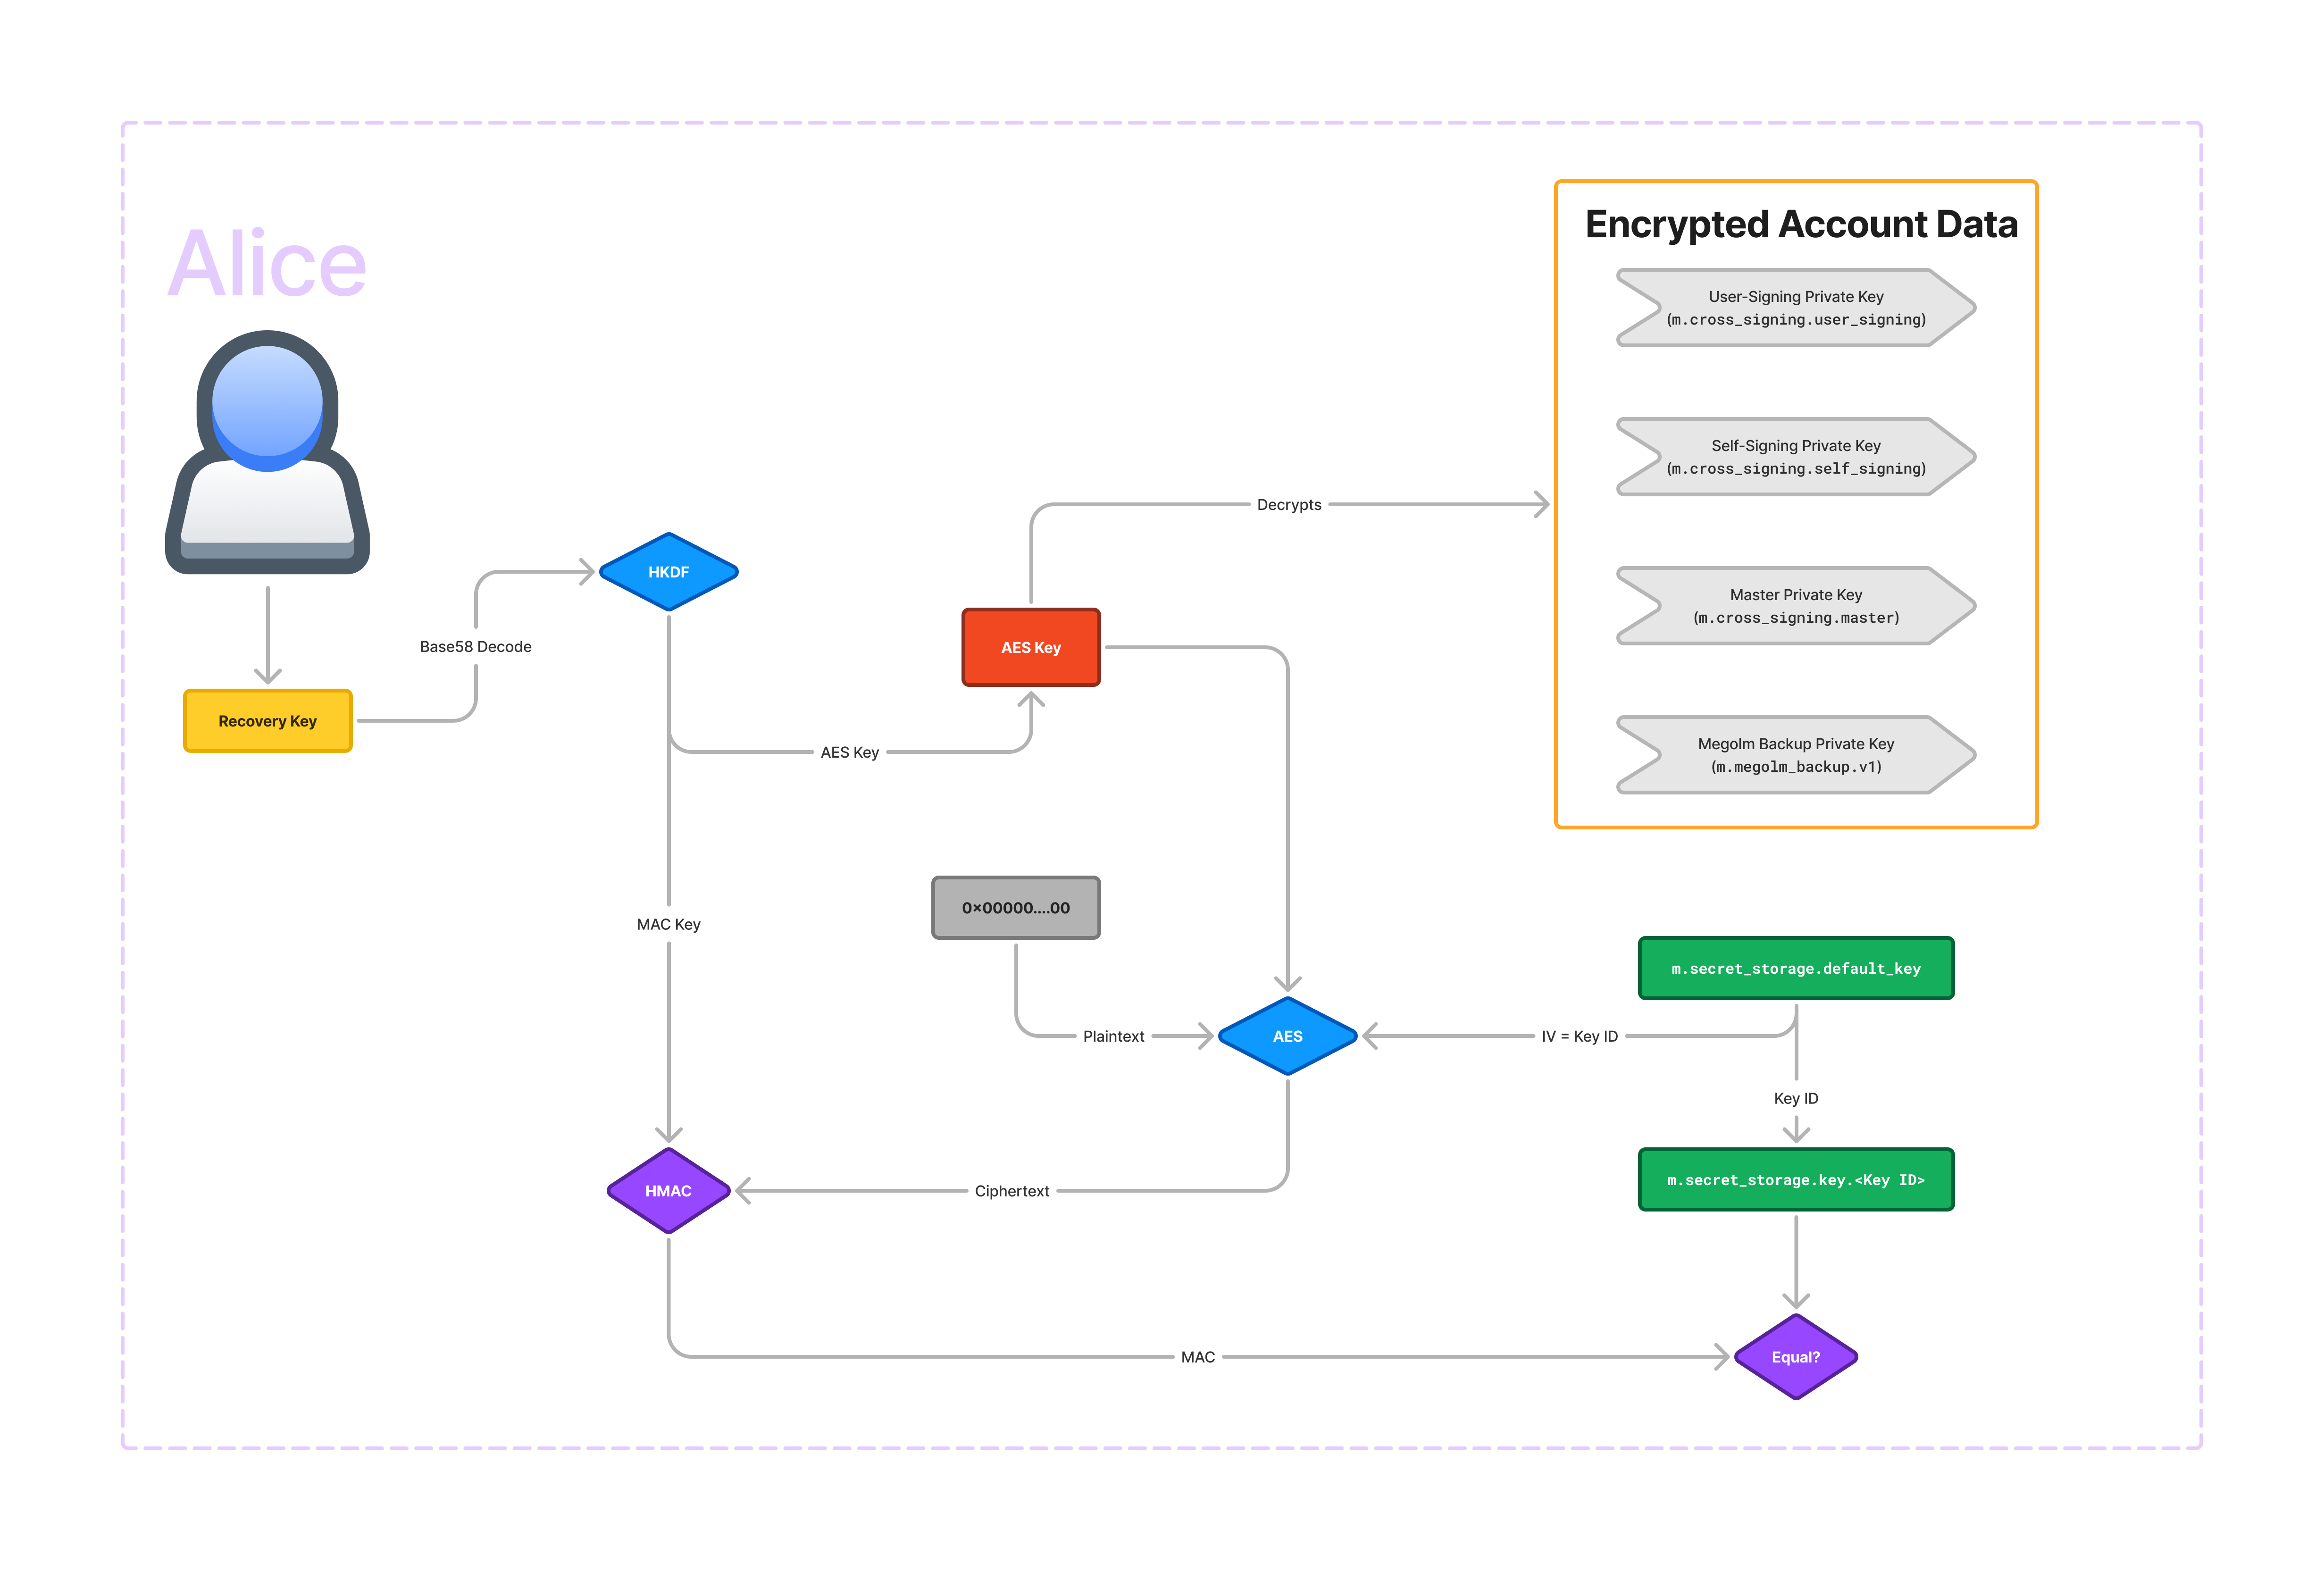 Alice
Encrypted Account Data
User-Signing Private Key
(m.cross_signing.user_signing)
Self-Signing Private Key
(m.cross_signing.self_signing)
Decrypts
HKDF
Master Private Key
(m.cross_signing.master)
Base58 Decode
AES Key
Recovery Key
AES Key
Megolm Backup Private Key
(m.megolm_backup.v1)
0×00000....00
MAC Key
m.secret_storage.default_key
Plaintext
AES
IV = Key ID
Key ID
m.secret_storage.key.<Key ID>
HMAC
Ciphertext
MAC
Equal?